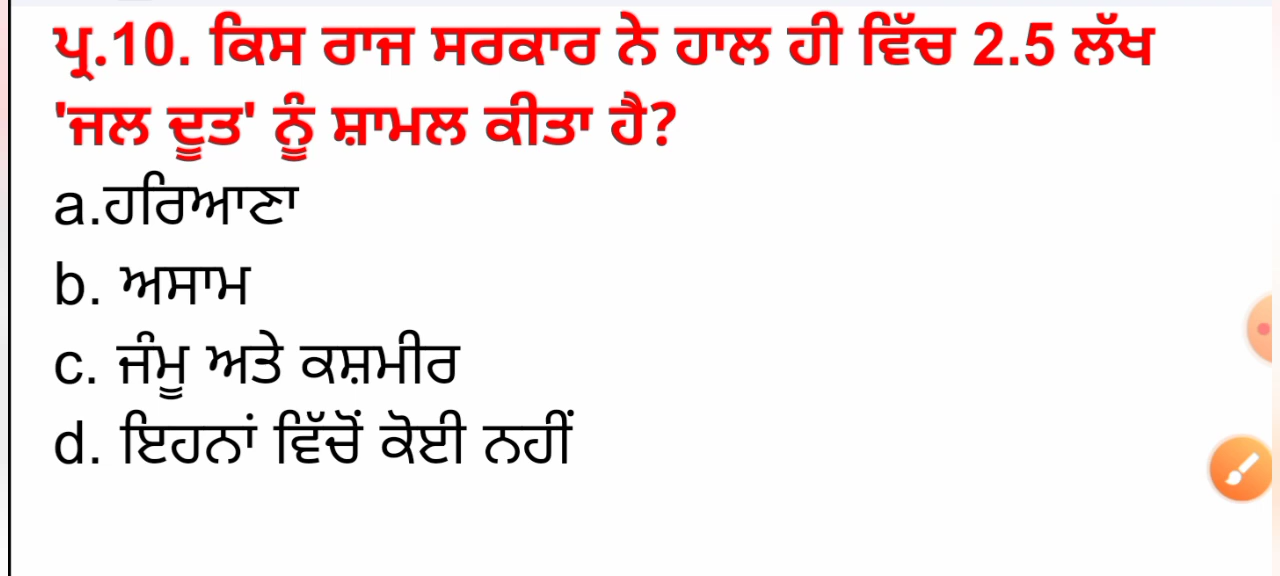 ਪ੍ਰ.10. ਕਿਸ ਰਾਜ ਸਰਕਾਰ ਨੇ ਹਾਲ ਹੀ ਵਿੱਚ 2.5 ਲੱਖ
'ਜਲ ਦੂਤ' ਨੂੰ ਸ਼ਾਮਲ ਕੀਤਾ ਹੈ?
a.ਹਰਿਆਣਾ
b. ਅਸਾਮ
c. ਜੰਮੂ ਅਤੇ ਕਸ਼ਮੀਰ
d. ਇਹਨਾਂ ਵਿੱਚੋਂ ਕੋਈ ਨਹੀਂ